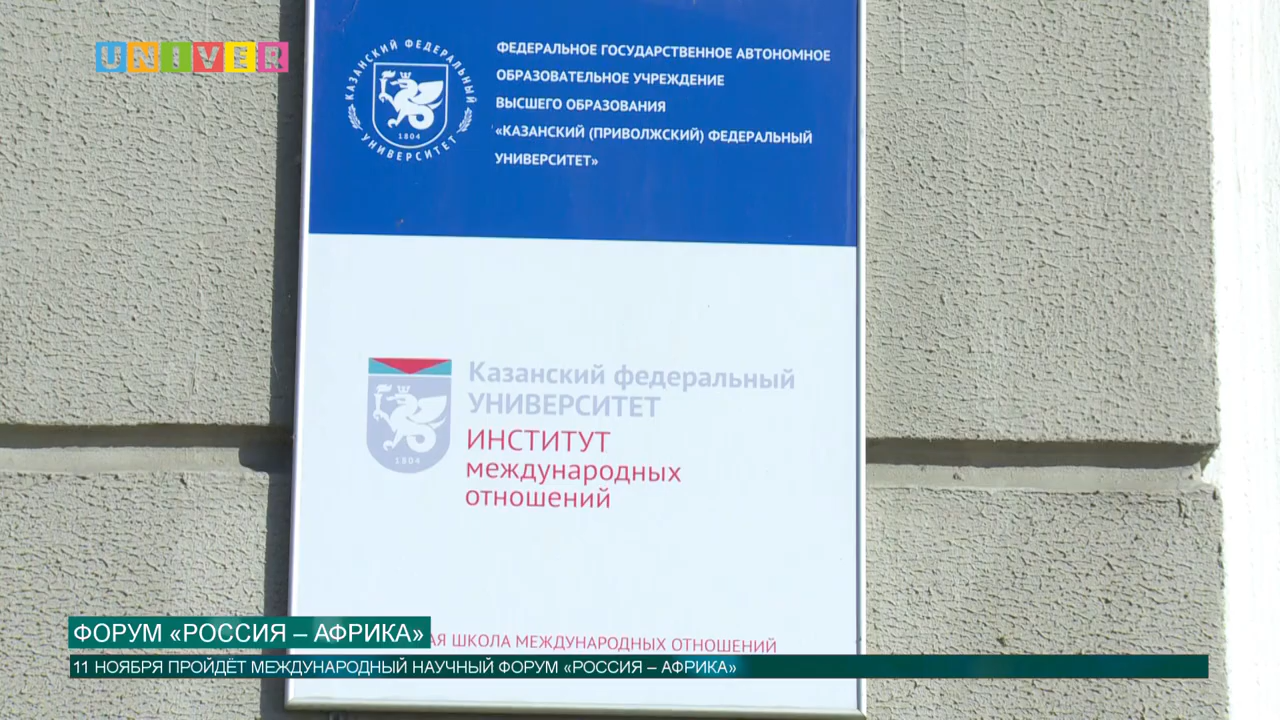 UNIVER
КАЗАНСКИЙ ФЕДЕРАЛЬНЫЙ
УНИВЕРСИТЕТ
1804
ФЕДЕРАЛЬНОЕ ГОСУДАРСТВЕННОЕ АВТОНОМНОЕ
ОБРАЗОВАТЕЛЬНОЕ УЧРЕЖДЕНИЕ
ВЫСШЕГО ОБРАЗОВАНИЯ
«КАЗАНСКИЙ (ПРИВОЛЖСКИЙ) ФЕДЕРАЛЬНЫЙ
УНИВЕРСИТЕТ»
Казанский федеральный
УНИВЕРСИТЕТ
ИНСТИТУТ
международных
отношений
1804
ШКОЛА МЕЖДУНАРОДНЫХ ОТНОШЕНИЙ
ФОРУМ «РОССИЯ – АФРИКА»
11 НОЯБРЯ ПРОЙДЁТ МЕЖДУНАРОДНЫЙ НАУЧНЫЙ ФОРУМ «РОССИЯ – АФРИКА»